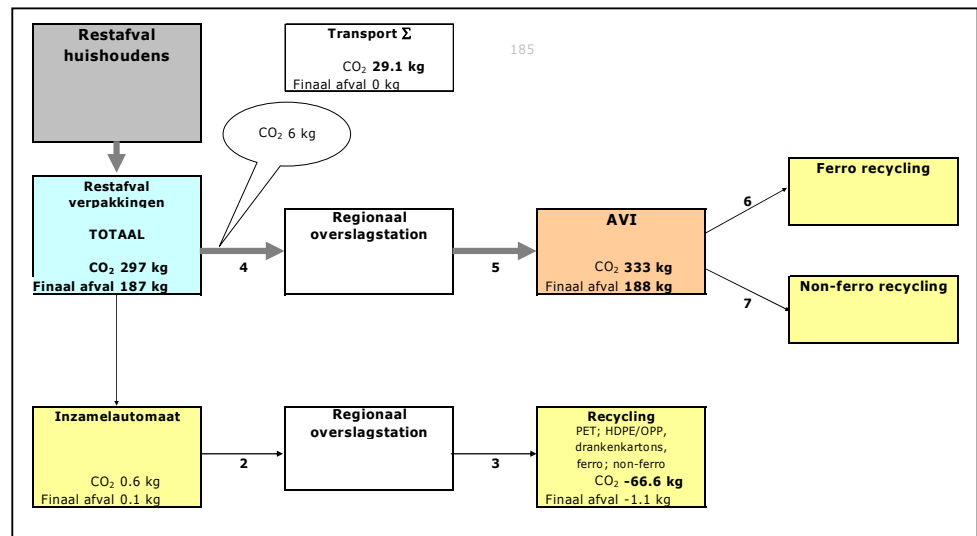 Restafval
huishoudens
Transport Σ
CO₂ 29.1 kg
Finaal afval 0 kg
185
CO₂ 6 kg
Restafval
verpakkingen
TOTAAL
CO₂ 297 kg
Finaal afval 187 kg
4
Regionaal
overslagstation
5
AVI
CO₂ 333 kg
Finaal afval 188 kg
6
Ferro recycling
7
Non-ferro recycling
Inzamelautomaat
CO₂ 0.6 kg
Finaal afval 0.1 kg
2
Regionaal
overslagstation
3
Recycling
PET; HDPE/OPP,
drankenkartons,
ferro; non-ferro
CO₂ -66.6 kg
Finaal afval -1.1 kg